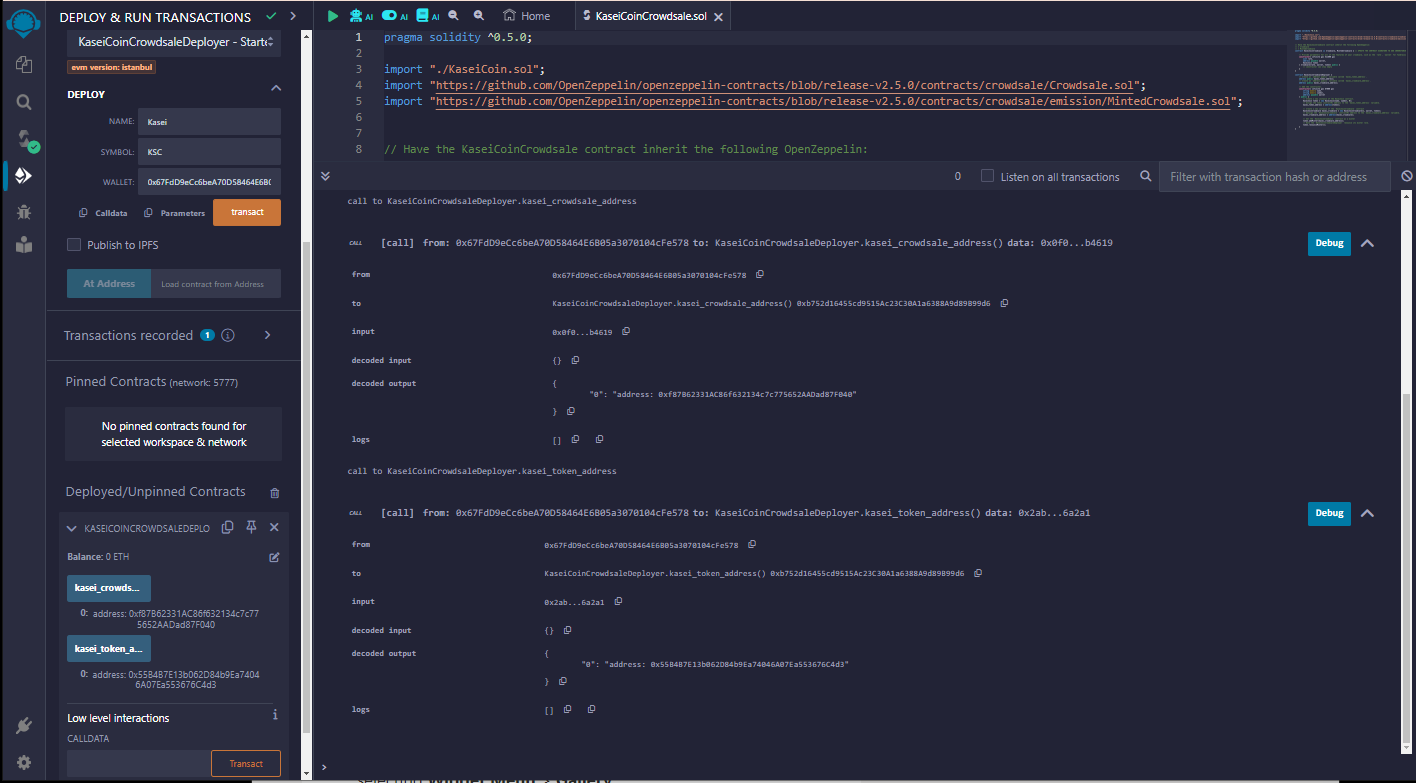 DEPLOY & RUN TRANSACTIONS
KaseiCoinCrowdsaleDeployer - Starte
evm version: istanbul
DEPLOY
NAME: Kasei
SYMBOL: KSC
WALLET: 0x67FdD9eCc6beA70D58464E6B0
Calldata Parameters transact
Publish to IPFS
At Address Load contract from Address
Transactions recorded 1 i
Pinned Contracts (network: 5777)
No pinned contracts found for
selected workspace & network
Deployed/Unpinned Contracts
KASEICOINCROWDSALEDEPLO
Balance: 0 ETH
kasei_crowds...
0: address: 0xf87B62331AC86f632134c7c77
5652AADad87F040
kasei_token_a...
0: address: 0x55B4B7E13b062D84b9Ea7404
6A07Ea553676C4d3
Low level interactions i
CALLDATA
Transact
AI AI AI Home KaseiCoinCrowdsale.sol
1 pragma solidity ^0.5.0;
2
3 import "./KaseiCoin.sol";
4 import "https://github.com/OpenZeppelin/openzeppelin-contracts/blob/release-v2.5.0/contracts/crowdsale/Crowdsale.sol";
5 import "https://github.com/OpenZeppelin/openzeppelin-contracts/blob/release-v2.5.0/contracts/crowdsale/emission/MintedCrowdsale.sol";
6
7
8 // Have the KaseiCoinCrowdsale contract inherit the following OpenZeppelin:
0 Listen on all transactions Filter with transaction hash or address
call to KaseiCoinCrowdsaleDeployer.kasei_crowdsale_address
CALL [call] from: 0x67FdD9eCc6beA70D58464E6B05a3070104cFe578 to: KaseiCoinCrowdsaleDeployer.kasei_crowdsale_address() data: 0x0f0...b4619 Debug
from 0x67FdD9eCc6beA70D58464E6B05a3070104cFe578
to KaseiCoinCrowdsaleDeployer.kasei_crowdsale_address() 0xb752d16455cd9515Ac23C30A1a6388A9d89B99d6
input 0x0f0...b4619
decoded input {}
decoded output {
"0": "address: 0xf87B62331AC86f632134c7c775652AADad87F040"
}
logs []
call to KaseiCoinCrowdsaleDeployer.kasei_token_address
CALL [call] from: 0x67FdD9eCc6beA70D58464E6B05a3070104cFe578 to: KaseiCoinCrowdsaleDeployer.kasei_token_address() data: 0x2ab...6a2a1 Debug
from 0x67FdD9eCc6beA70D58464E6B05a3070104cFe578
to KaseiCoinCrowdsaleDeployer.kasei_token_address() 0xb752d16455cd9515Ac23C30A1a6388A9d89B99d6
input 0x2ab...6a2a1
decoded input {}
decoded output {
"0": "address: 0x55B4B7E13b062D84b9Ea74046A07Ea553676C4d3"
}
logs []
>